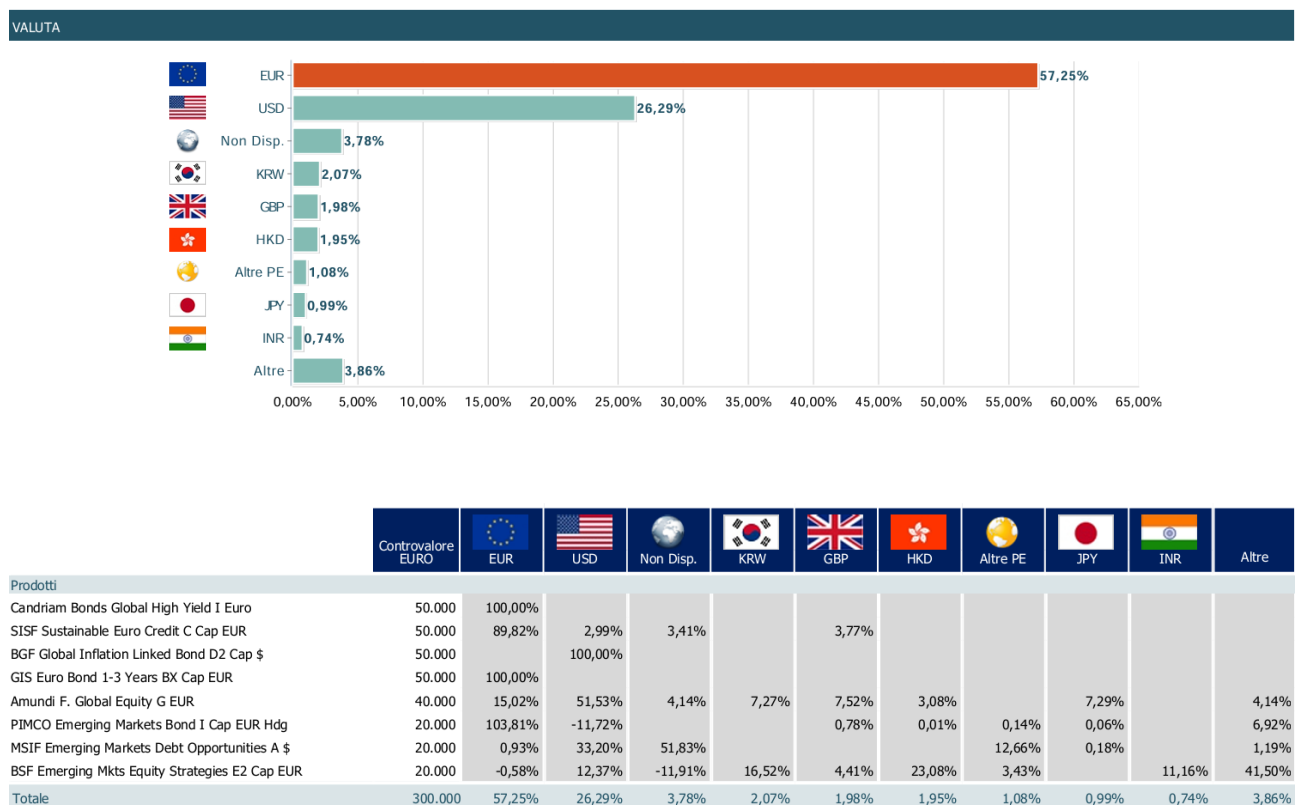 VALUTA
EUR 57,25%
USD 26,29%
Non Disp. 3,78%
KRW 2,07%
GBP 1,98%
HKD 1,95%
Altre PE 1,08%
JPY 0,99%
INR 0,74%
Altre 3,86%
0,00% 5,00% 10,00% 15,00% 20,00% 25,00% 30,00% 35,00% 40,00% 45,00% 50,00% 55,00% 60,00% 65,00%
Controvalore
EURO EUR USD Non Disp. KRW GBP HKD Altre PE JPY INR Altre
Prodotti
Candriam Bonds Global High Yield I Euro 50.000 100,00%
SISF Sustainable Euro Credit C Cap EUR 50.000 89,82% 2,99% 3,41% 3,77%
BGF Global Inflation Linked Bond D2 Cap $ 50.000 100,00%
GIS Euro Bond 1-3 Years BX Cap EUR 50.000 100,00%
Amundi F. Global Equity G EUR 40.000 15,02% 51,53% 4,14% 7,27% 7,52% 3,08% 7,29% 4,14%
PIMCO Emerging Markets Bond I Cap EUR Hdg 20.000 103,81% -11,72% 0,78% 0,01% 0,14% 0,06% 6,92%
MSIF Emerging Markets Debt Opportunities A $ 20.000 0,93% 33,20% 51,83% 12,66% 0,18% 1,19%
BSF Emerging Mkts Equity Strategies E2 Cap EUR 20.000 -0,58% 12,37% -11,91% 16,52% 4,41% 23,08% 3,43% 11,16% 41,50%
Totale 300.000 57,25% 26,29% 3,78% 2,07% 1,98% 1,95% 1,08% 0,99% 0,74% 3,86%